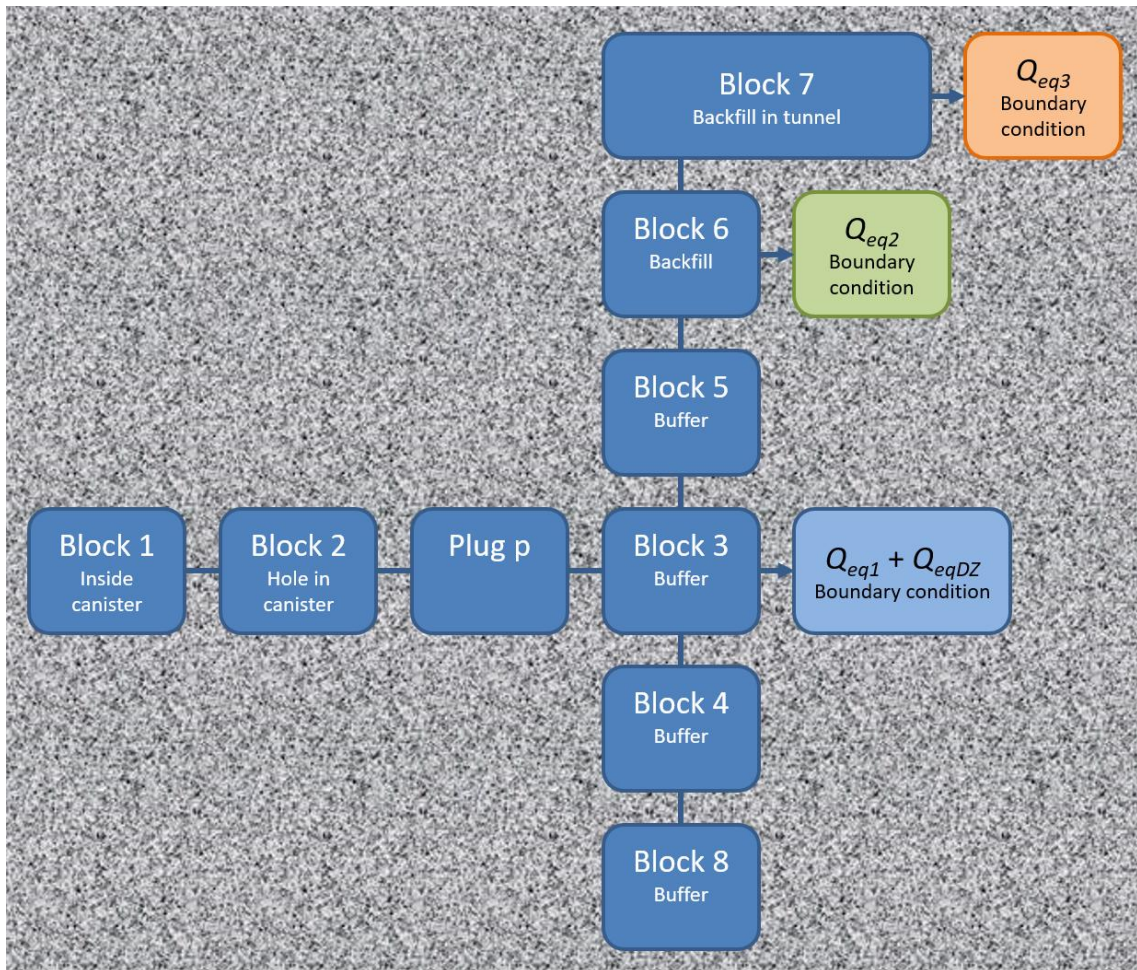 Block 7
Backfill in tunnel
Qeq3
Boundary
condition
Block 6
Backfill
Qeq2
Boundary
condition
Block 5
Buffer
Block 1
Inside
canister
Block 2
Hole in
canister
Plug p
Block 3
Buffer
Qeq1 + QeqDZ
Boundary condition
Block 4
Buffer
Block 8
Buffer